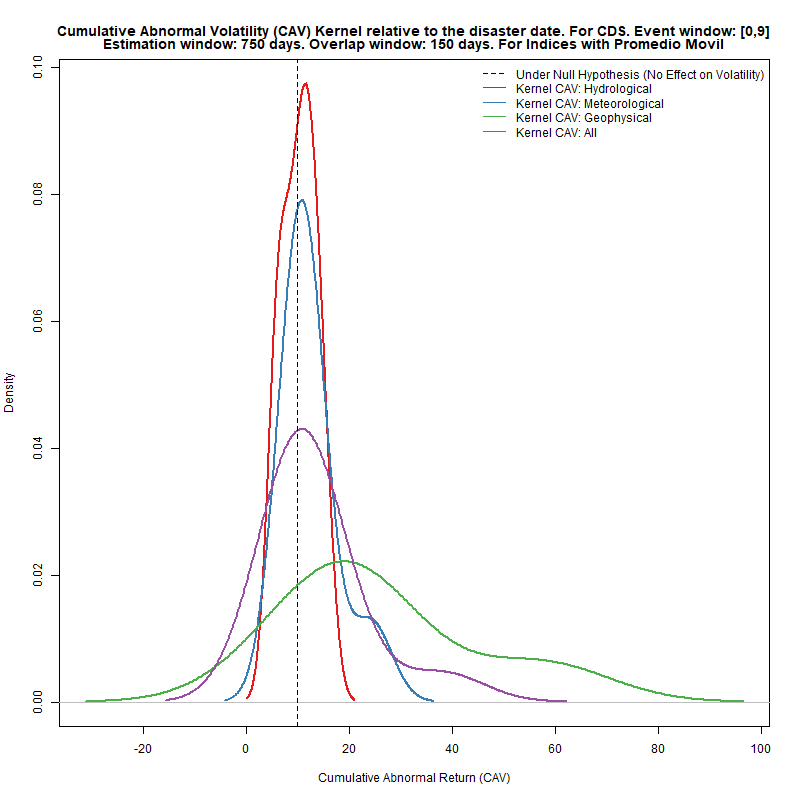 Cumulative Abnormal Volatility (CAV) Kernel relative to the disaster date. For CDS. Event window: [0,9]
Estimation window: 750 days. Overlap window: 150 days. For Indices with Promedio Movil
Under Null Hypothesis (No Effect on Volatility)
Kernel CAV: Hydrological
Kernel CAV: Meteorological
Kernel CAV: Geophysical
Kernel CAV: All
Density
0.10
0.08
0.06
0.04
0.02
0.00
-20 0 20 40 60 80 100
Cumulative Abnormal Return (CAV)